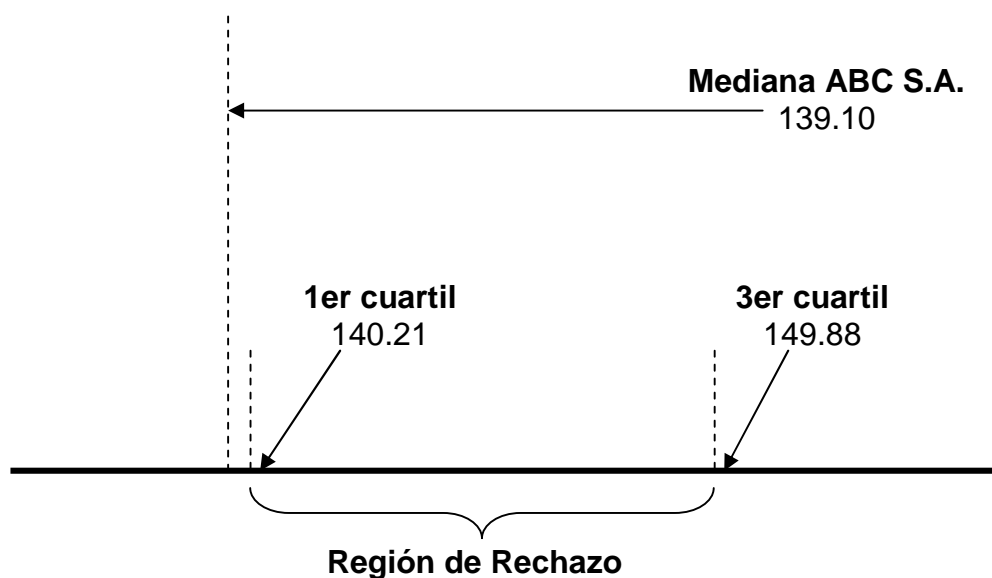 Mediana ABC S.A.
139.10
1er cuartil
140.21
3er cuartil
149.88
Región de Rechazo